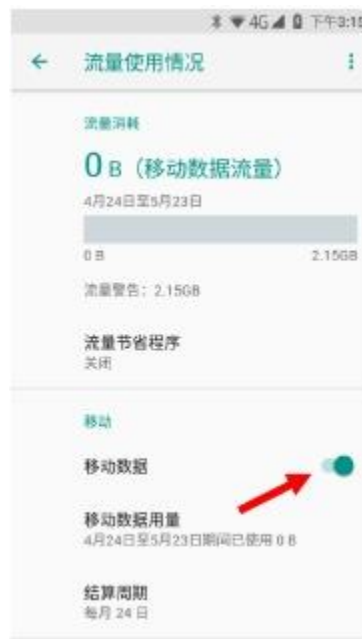 4G 下午3:15
流量使用情况
流量消耗
0 B（移动数据流量）
4月24日至5月23日
0 B 2.15GB
流量警告：2.15GB
流量节省程序
关闭
移动
移动数据
移动数据用量
4月24日至5月23日期间已使用 0 B
结算周期
每月 24 日